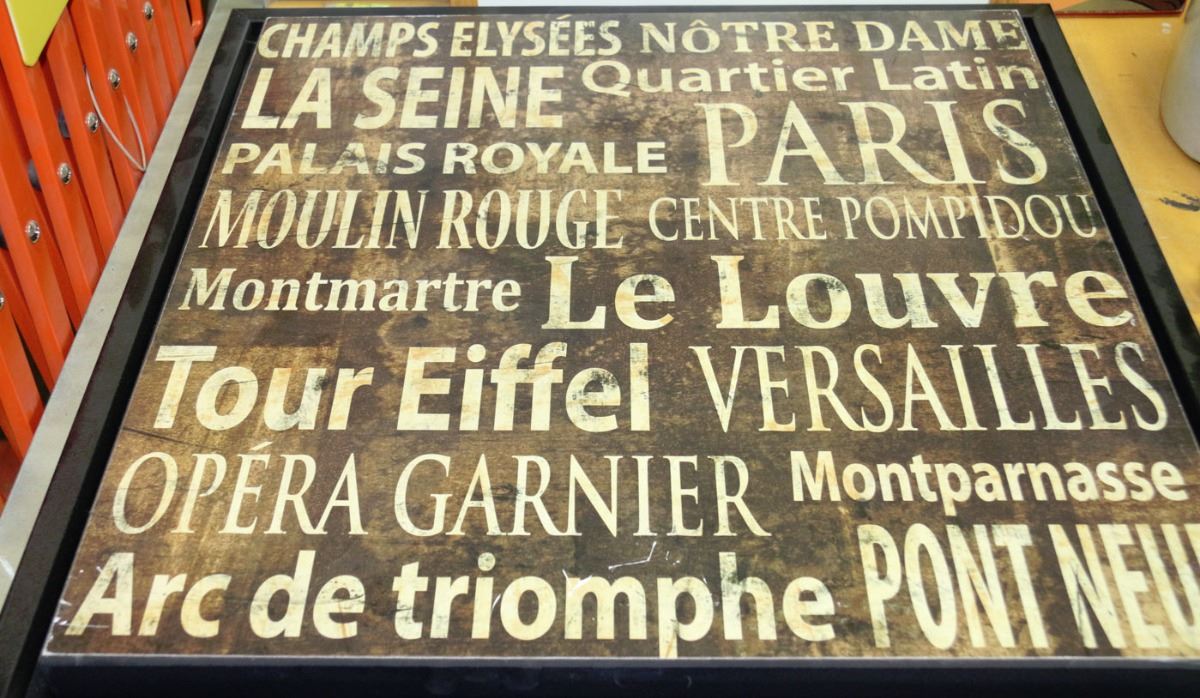 CHAMPS ELYSÉES NÔTRE DAME
LA SEINE Quartier Latin
PALAIS ROYALE PARIS
MOULIN ROUGE CENTRE POMPIDOU
Montmartre Le Louvre
Tour Eiffel VERSAILLES
OPÉRA GARNIER Montparnasse
Arc de triomphe PONT NEU